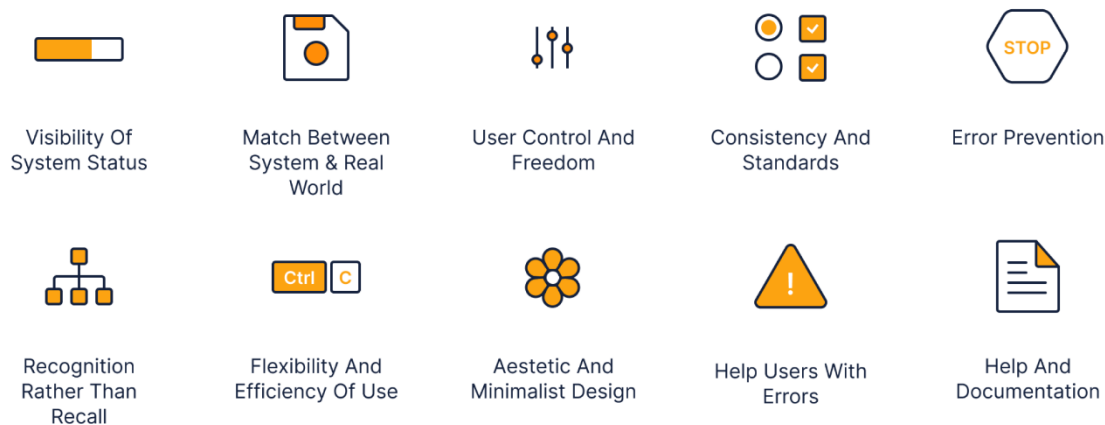 STOP
Visibility Of
System Status
Match Between
System & Real
World
User Control And
Freedom
Consistency And
Standards
Error Prevention
Ctrl C
!
Recognition
Rather Than
Recall
Flexibility And
Efficiency Of Use
Aestetic And
Minimalist Design
Help Users With
Errors
Help And
Documentation